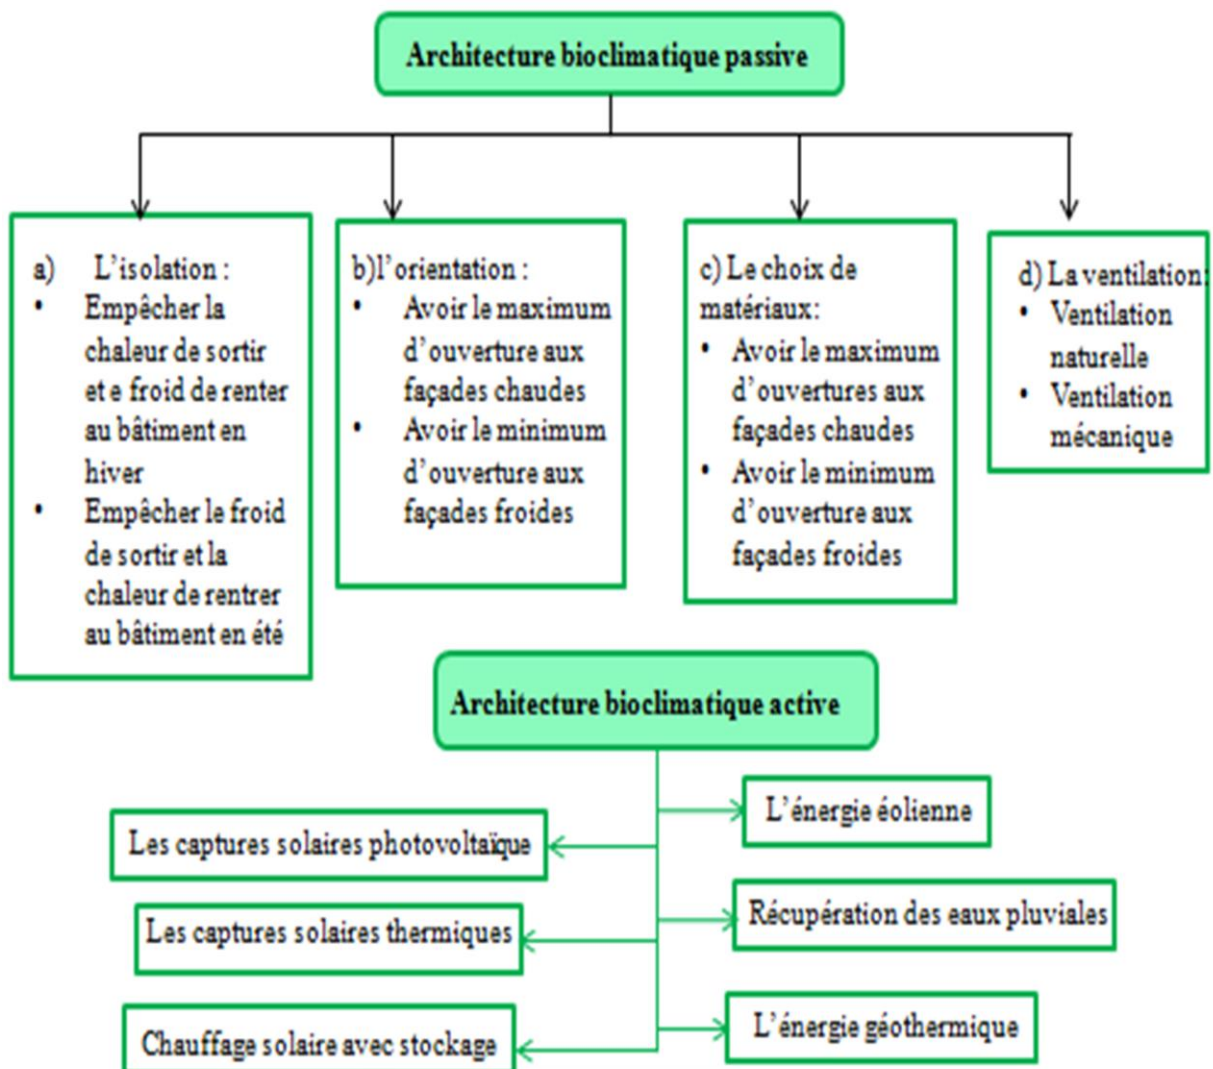 Architecture bioclimatique passive
a) L'isolation :
• Empêcher la
chaleur de sortir
et e froid de renter
au bâtiment en
hiver
• Empêcher le froid
de sortir et la
chaleur de rentrer
au bâtiment en été
b)l'orientation :
• Avoir le maximum
d'ouverture aux
façades chaudes
• Avoir le minimum
d'ouverture aux
façades froides
c) Le choix de
matériaux:
• Avoir le maximum
d'ouvertures aux
façades chaudes
• Avoir le minimum
d'ouverture aux
façades froides
d) La ventilation:
• Ventilation
naturelle
• Ventilation
mécanique
Architecture bioclimatique active
Les captures solaires photovoltaïque
Les captures solaires thermiques
Chauffage solaire avec stockage
L'énergie éolienne
Récupération des eaux pluviales
L'énergie géothermique